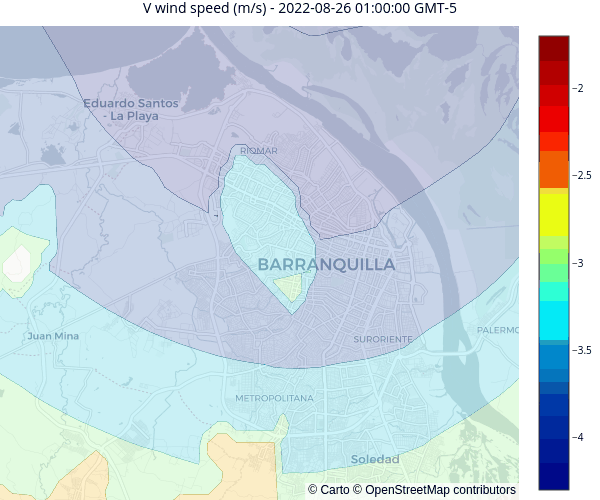 V wind speed (m/s) - 2022-08-26 01:00:00 GMT-5
Eduardo Santos
- La Playa
RIOMAR
BARRANQUILLA
Juan Mina
SURORIENTE
PALERMO
METROPOLITANA
Soledad
© Carto © OpenStreetMap contributors
−2
−2.5
−3
−3.5
−4